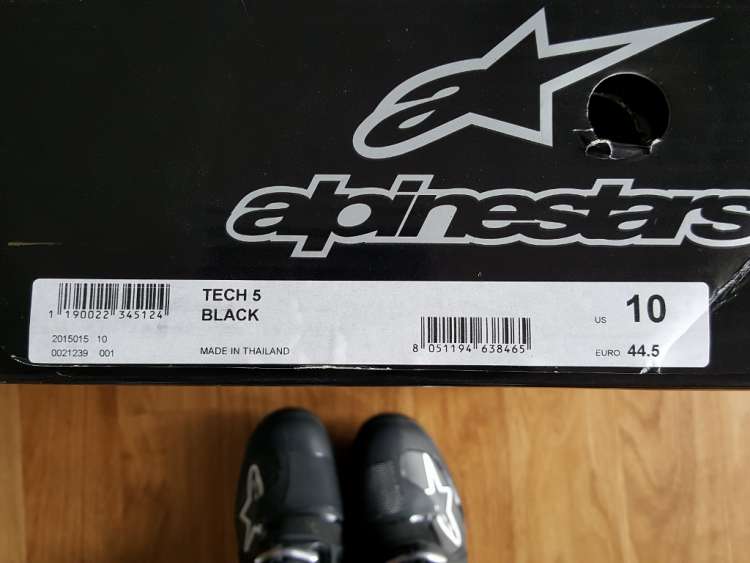 alpinestars
TECH 5
BLACK
1 190022 345124
2015015 10
0021239 001
MADE IN THAILAND
8 051194 638465
US 10
EURO 44.5